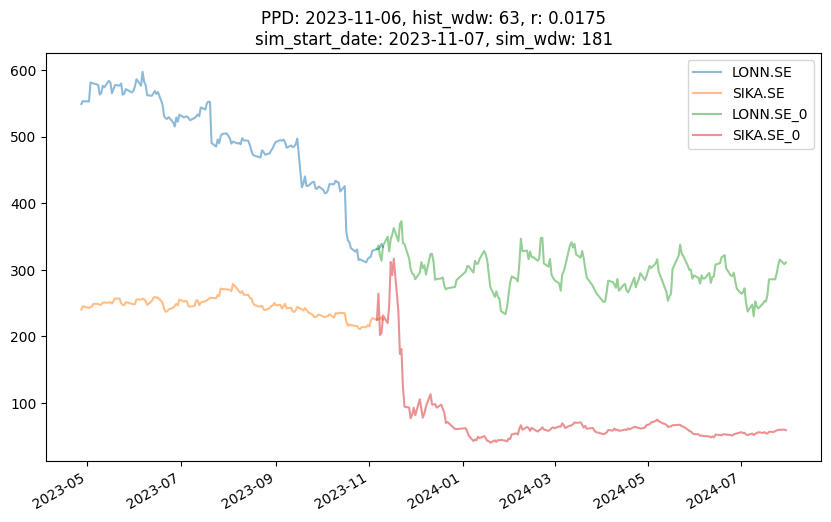 PPD: 2023-11-06, hist_wdw: 63, r: 0.0175
sim_start_date: 2023-11-07, sim_wdw: 181
LONN.SE
SIKA.SE
LONN.SE_0
SIKA.SE_0
600
500
400
300
200
100
2023-05
2023-07
2023-09
2023-11
2024-01
2024-03
2024-05
2024-07